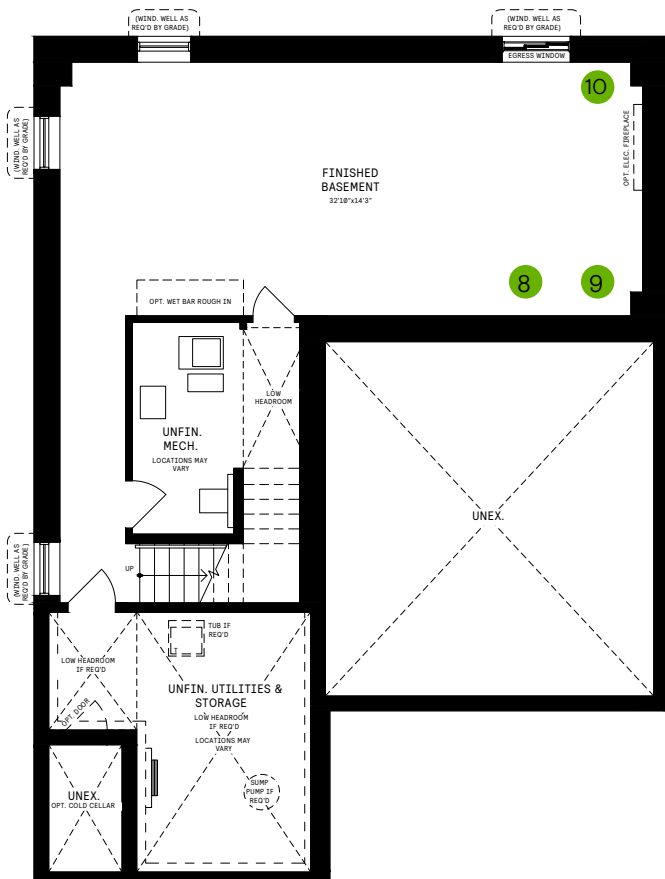 (WIND. WELL AS
REQ'D BY GRADE)
(WIND. WELL AS
REQ'D BY GRADE)
EGRESS WINDOW
10
(WIND. WELL AS
REQ'D BY GRADE)
OPT. ELEC. FIREPLACE
FINISHED
BASEMENT
32'10"x14'3"
8
9
OPT. WET BAR ROUGH IN
LOW
HEADROOM
UNFIN.
MECH.
LOCATIONS MAY
VARY
UNEX.
(WIND. WELL AS
REQ'D BY GRADE)
UP
TUB IF
REQ'D
T
LOW HEADROOM
IF REQ'D
UNFIN. UTILITIES &
STORAGE
LOW HEADROOM
IF REQ'D
LOCATIONS MAY
VARY
OPT. DOOR
SUMP
PUMP IF
REQ'D
UNEX.
OPT. COLD CELLAR